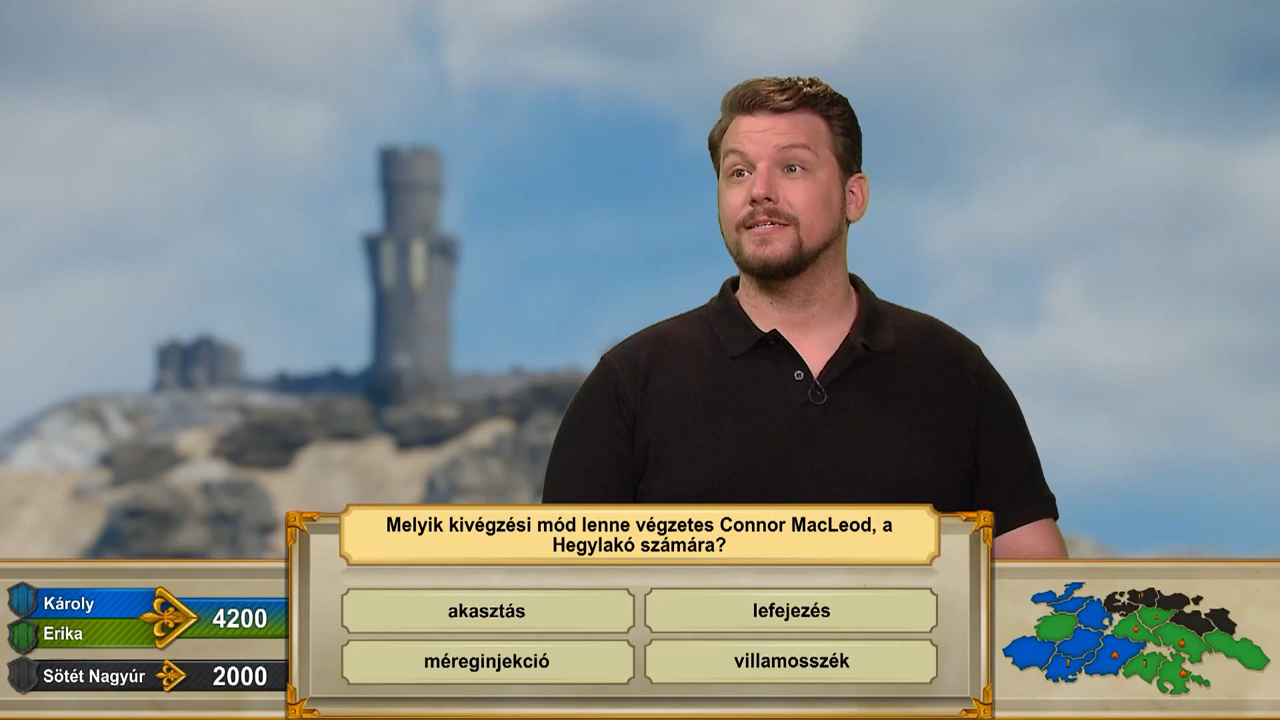 Melyik kivégzési mód lenne végzetes Connor MacLeod, a
Hegylakó számára?
akasztás
lefejezés
méreginjekció
villamosszék
Károly
Erika
4200
Sötét Nagyúr
2000